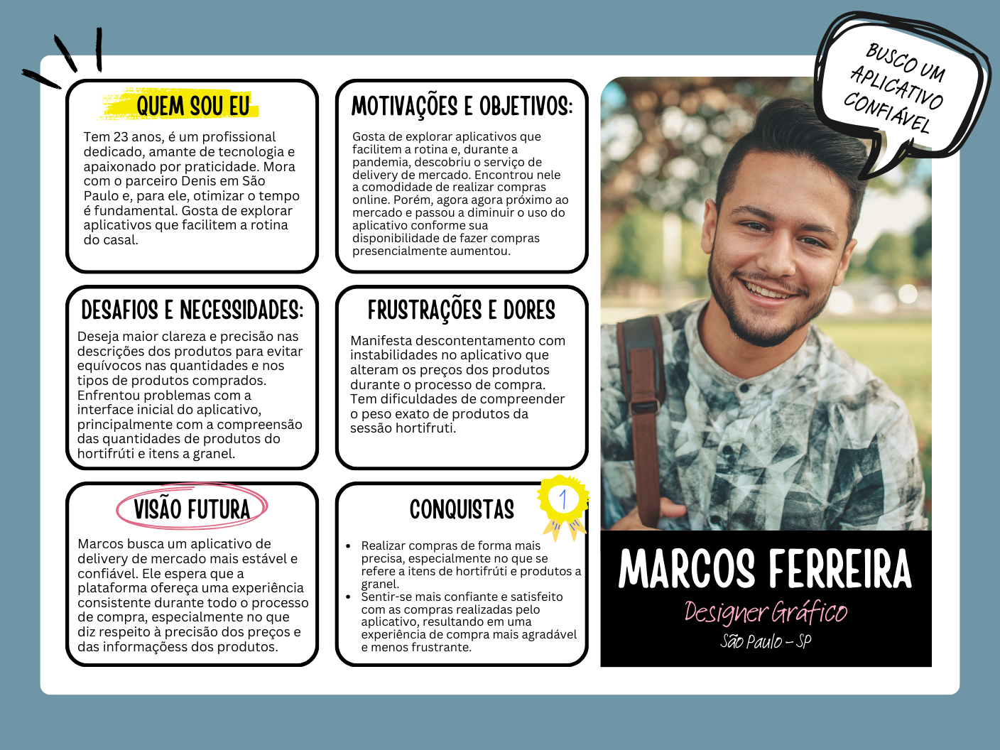 BUSCO UM
APLICATIVO
CONFIÁVEL
QUEM SOU EU
Tem 23 anos, é um profissional
dedicado, amante de tecnologia e
apaixonado por praticidade. Mora
com o parceiro Denis em São
Paulo e, para ele, otimizar o tempo
é fundamental. Gosta de explorar
aplicativos que facilitem a rotina
do casal.
MOTIVAÇÕES E OBJETIVOS:
Gosta de explorar aplicativos que
facilitem a rotina e, durante a
pandemia, descobriu o serviço de
delivery de mercado. Encontrou nele
a comodidade de realizar compras
online. Porém, agora agora próximo ao
mercado e passou a diminuir o uso do
aplicativo conforme sua
disponibilidade de fazer compras
presencialmente aumentou.
DESAFIOS E NECESSIDADES:
Deseja maior clareza e precisão nas
descrições dos produtos para evitar
equívocos nas quantidades e nos
tipos de produtos comprados.
Enfrentou problemas com a
interface inicial do aplicativo,
principalmente com a compreensão
das quantidades de produtos do
hortifrúti e itens a granel.
FRUSTRAÇÕES E DORES
Manifesta descontentamento com
instabilidades no aplicativo que
alteram os preços dos produtos
durante o processo de compra.
Tem dificuldades de compreender
o peso exato de produtos da
sessão hortifruti.
VISÃO FUTURA
Marcos busca um aplicativo de
delivery de mercado mais estável e
confiável. Ele espera que a
plataforma ofereça uma experiência
consistente durante todo o processo
de compra, especialmente no que
diz respeito à precisão dos preços e
das informaçõess dos produtos.
CONQUISTAS
1
• Realizar compras de forma mais
precisa, especialmente no que se
refere a itens de hortifrúti e produtos a
granel.
• Sentir-se mais confiante e satisfeito
com as compras realizadas pelo
aplicativo, resultando em uma
experiência de compra mais agradável
e menos frustrante.
MARCOS FERREIRA
Designer Gráfico
São Paulo - SP